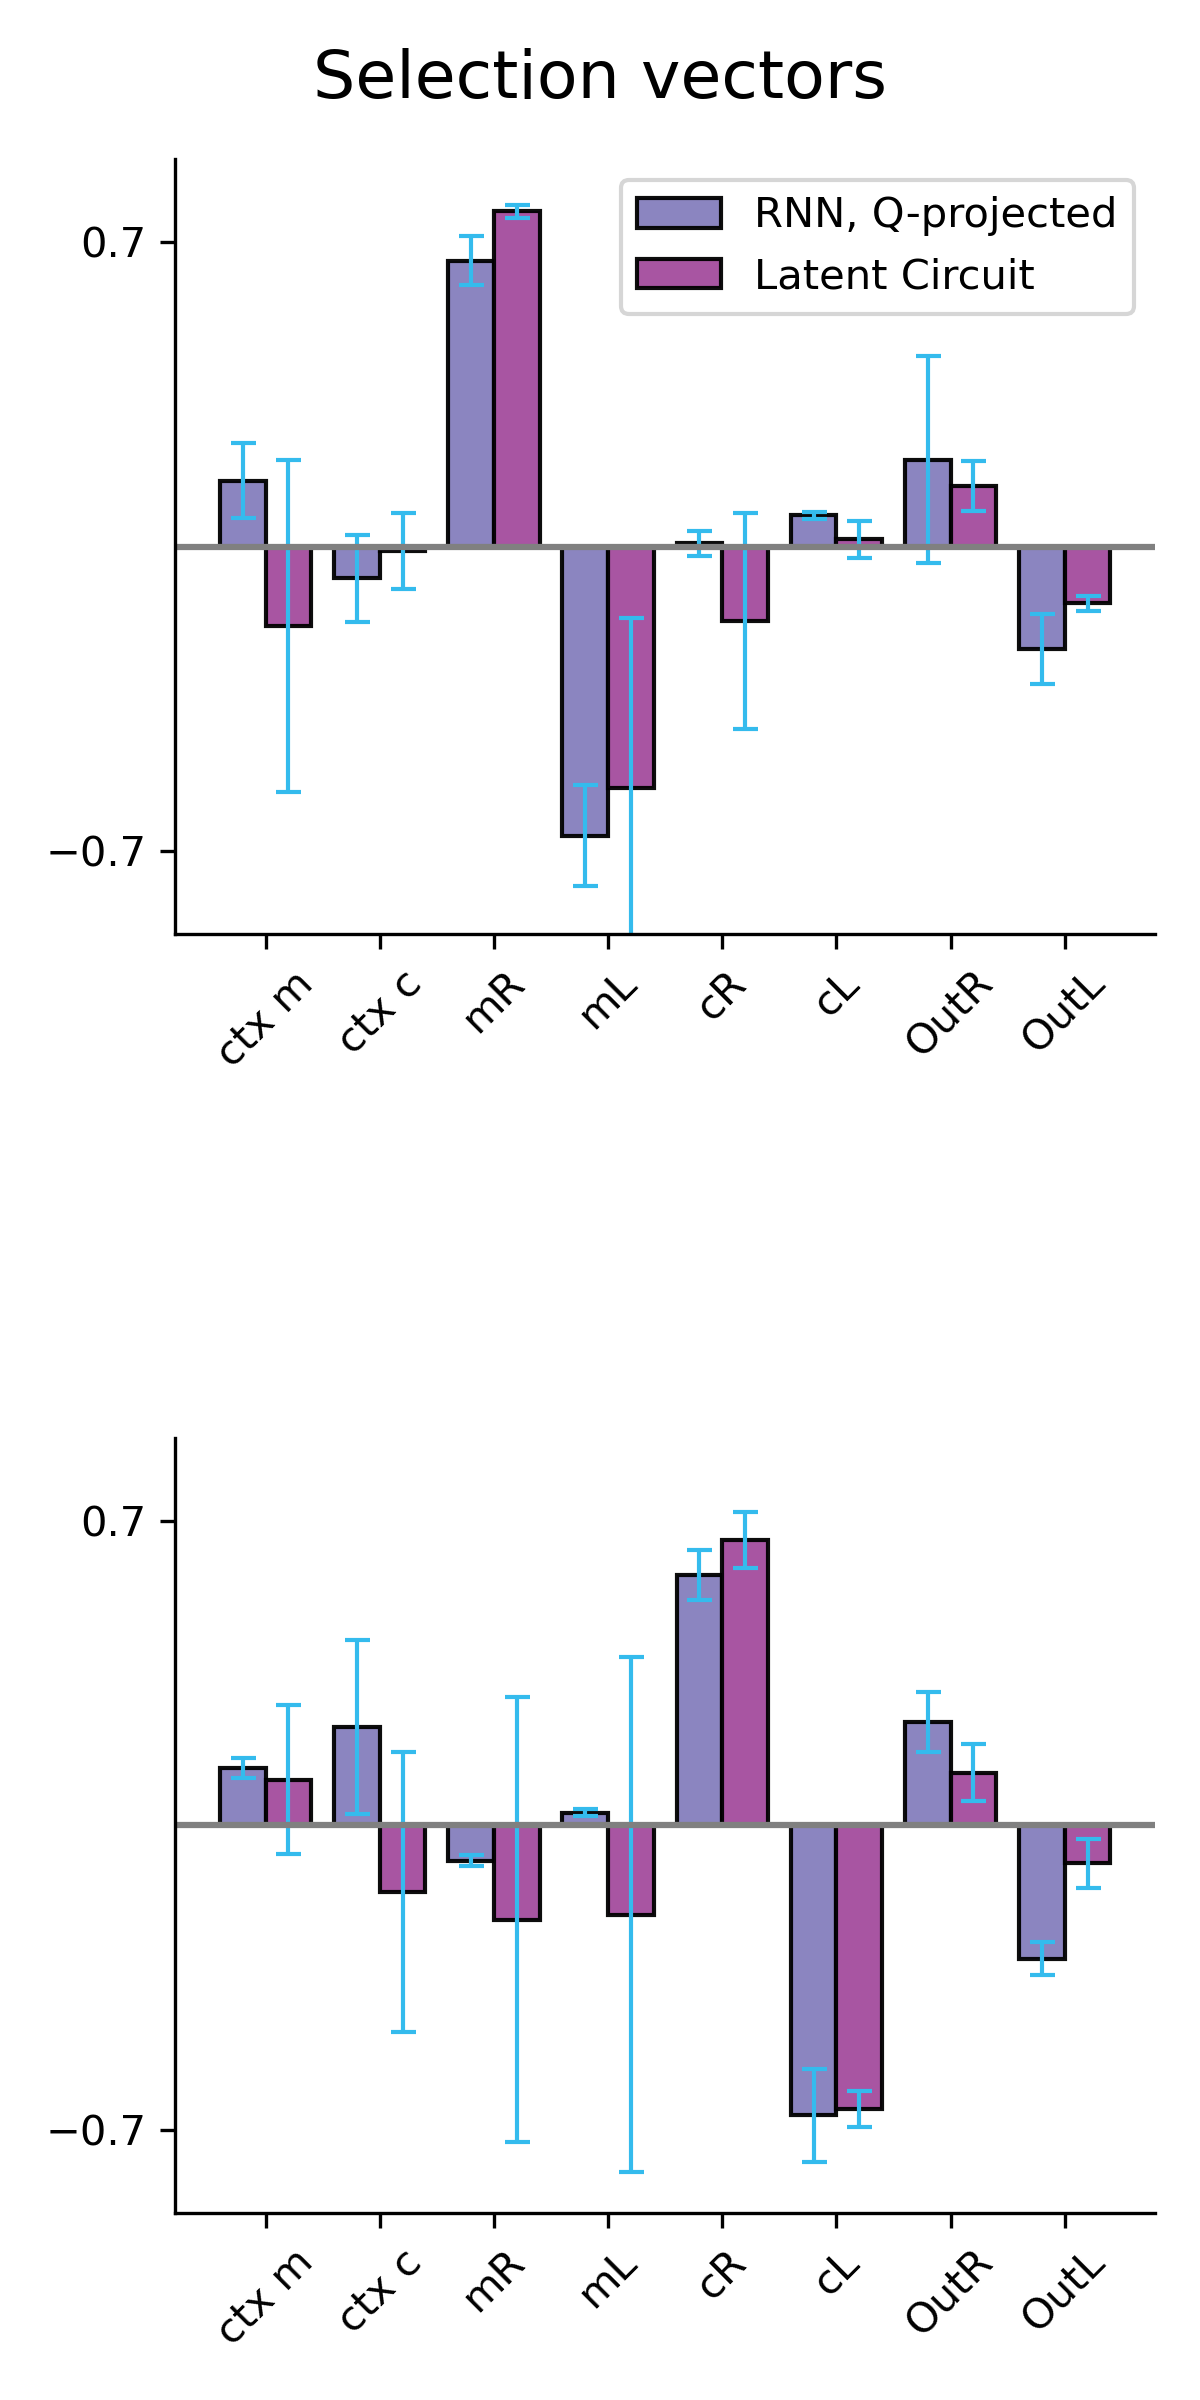 Selection vectors
RNN, Q-projected
Latent Circuit
0.7
−0.7
ctx m
ctx c
mR
mL
cR
cL
OutR
OutL
0.7
−0.7
ctx m
ctx c
mR
mL
cR
cL
OutR
OutL